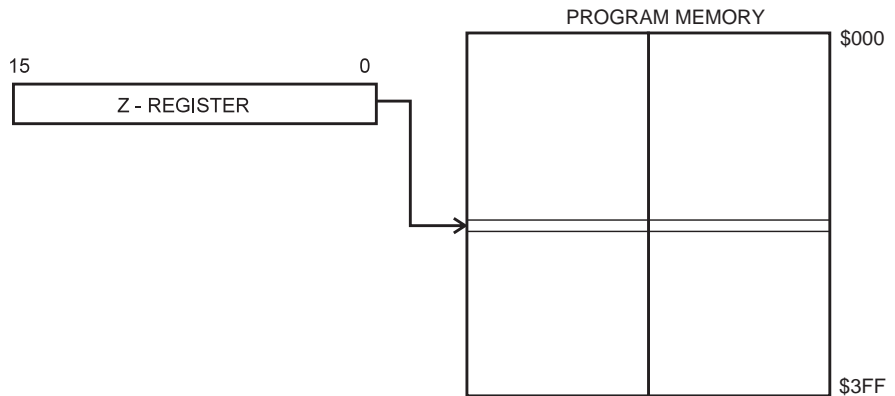 PROGRAM MEMORY
$000
15 0
Z - REGISTER
$3FF